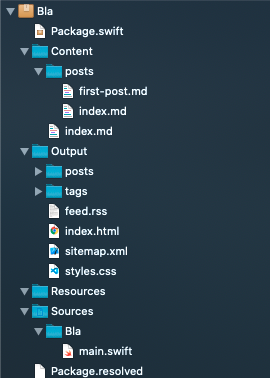 Bla
Package.swift
Content
posts
first-post.md
index.md
index.md
Output
posts
tags
feed.rss
index.html
sitemap.xml
styles.css
Resources
Sources
Bla
main.swift
Package.resolved